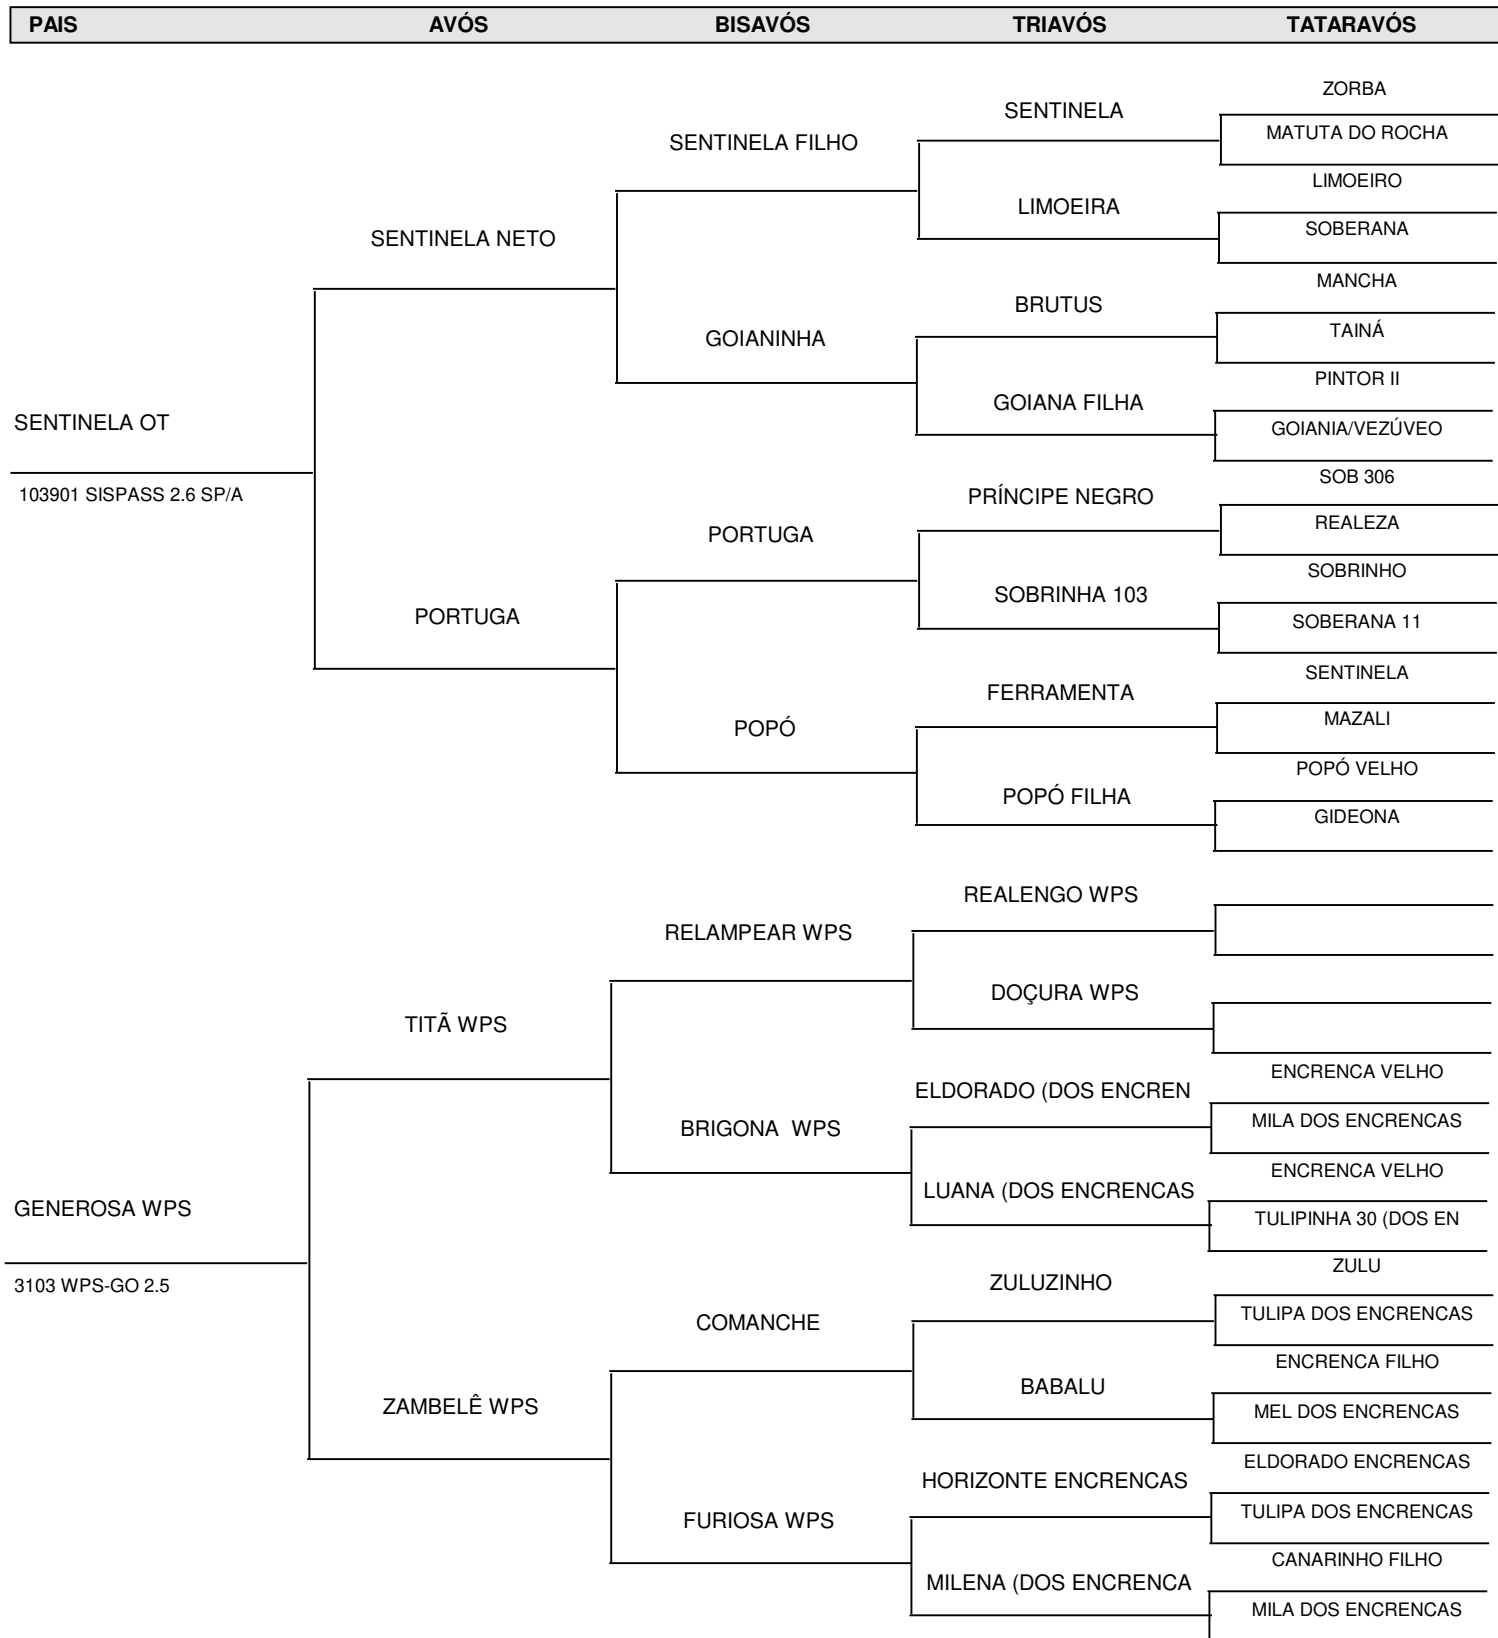 PAIS AVÓS BISAVÓS TRIAVÓS TATARAVÓS
ZORBA
SENTINELA
MATUTA DO ROCHA
SENTINELA FILHO
LIMOEIRO
LIMOEIRA
SOBERANA
SENTINELA NETO
MANCHA
BRUTUS
TAINÁ
GOIANINHA
PINTOR II
GOIANA FILHA
GOIANIA/VEZÚVEO
SENTINELA OT
SOB 306
103901 SISPASS 2.6 SP/A
PRÍNCIPE NEGRO
REALEZA
PORTUGA
SOBRINHO
SOBRINHA 103
PORTUGA
SOBERANA 11
SENTINELA
FERRAMENTA
MAZALI
POPÓ
POPÓ VELHO
POPÓ FILHA
GIDEONA
REALENGO WPS
RELAMPEAR WPS
DOÇURA WPS
TITÃ WPS
ENCRENCA VELHO
ELDORADO (DOS ENCREN
MILA DOS ENCRENCAS
BRIGONA  WPS
ENCRENCA VELHO
LUANA (DOS ENCRENCAS
GENEROSA WPS
TULIPINHA 30 (DOS EN
ZULU
3103 WPS-GO 2.5
ZULUZINHO
TULIPA DOS ENCRENCAS
COMANCHE
ENCRENCA FILHO
BABALU
ZAMBELÊ WPS
MEL DOS ENCRENCAS
ELDORADO ENCRENCAS
HORIZONTE ENCRENCAS
TULIPA DOS ENCRENCAS
FURIOSA WPS
CANARINHO FILHO
MILENA (DOS ENCRENCA
MILA DOS ENCRENCAS